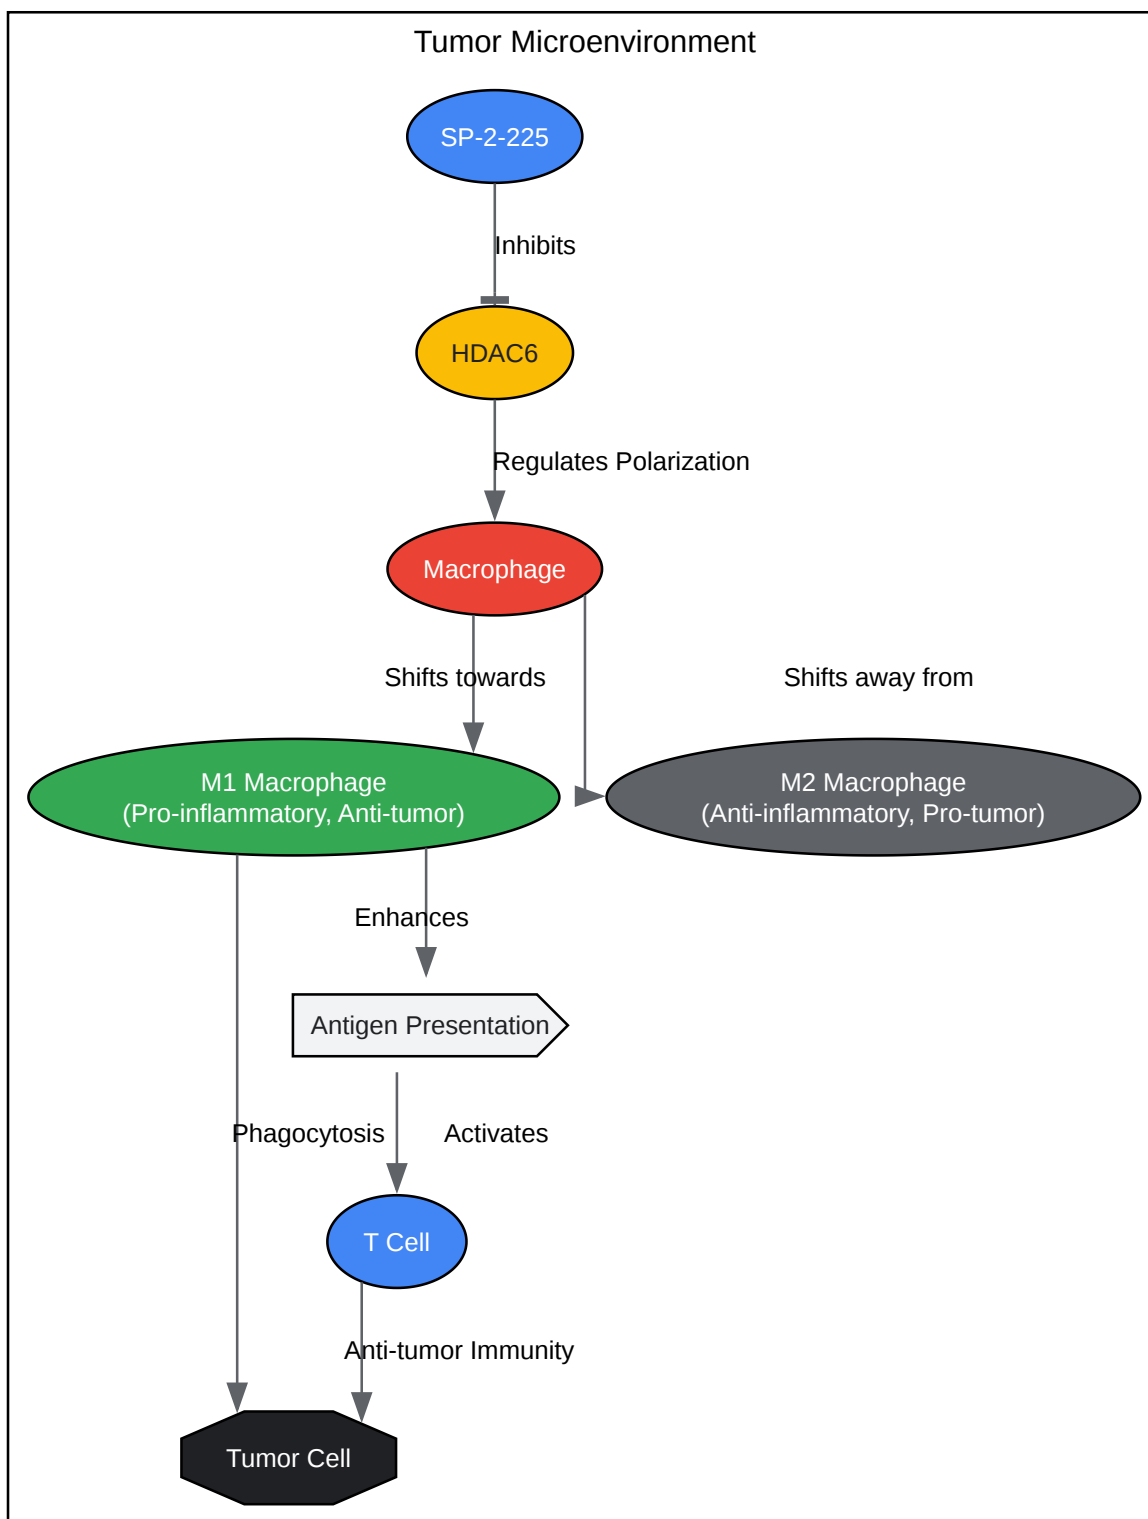 Tumor Microenvironment
SP-2-225
Inhibits
HDAC6
Regulates Polarization
Macrophage
Shifts towards
Shifts away from
M1 Macrophage
(Pro-inflammatory, Anti-tumor)
M2 Macrophage
(Anti-inflammatory, Pro-tumor)
Enhances
Antigen Presentation
Phagocytosis
Activates
T Cell
Anti-tumor Immunity
Tumor Cell